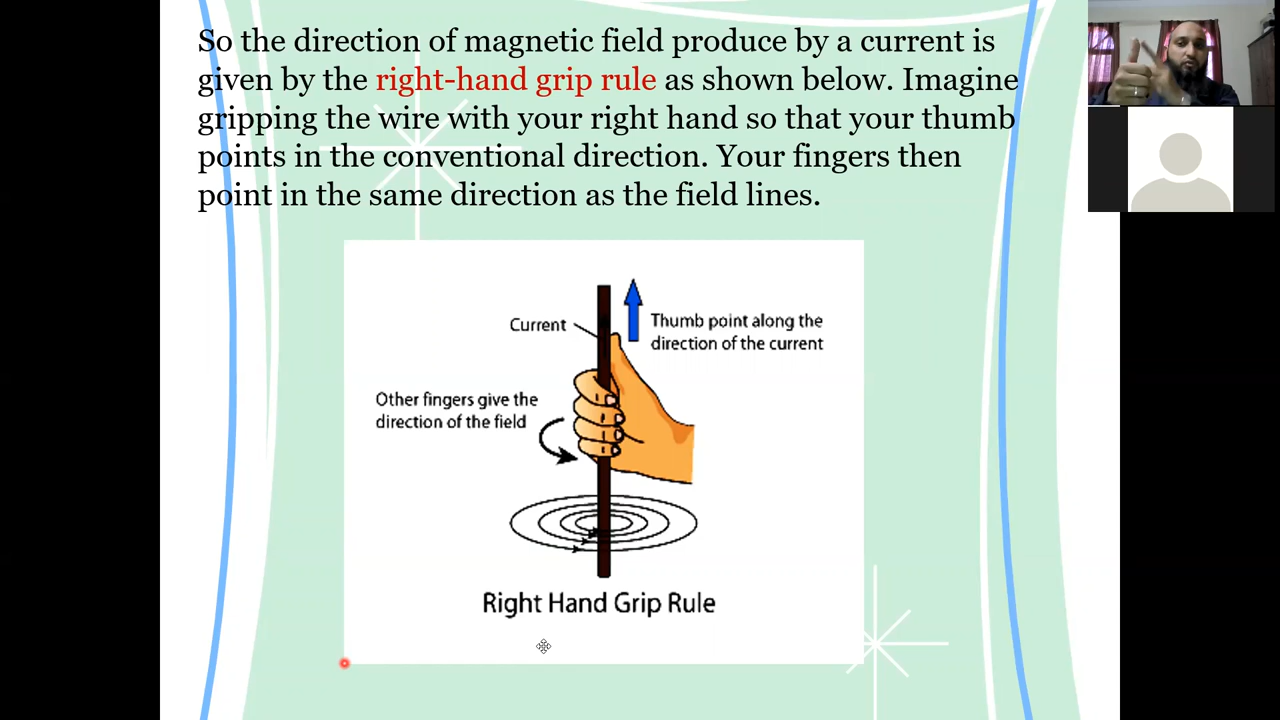 So the direction of magnetic field produce by a current is
given by the right-hand grip rule as shown below. Imagine
gripping the wire with your right hand so that your thumb
points in the conventional direction. Your fingers then
point in the same direction as the field lines.
Current
Thumb point along the
direction of the current
Other fingers give the
direction of the field
Right Hand Grip Rule